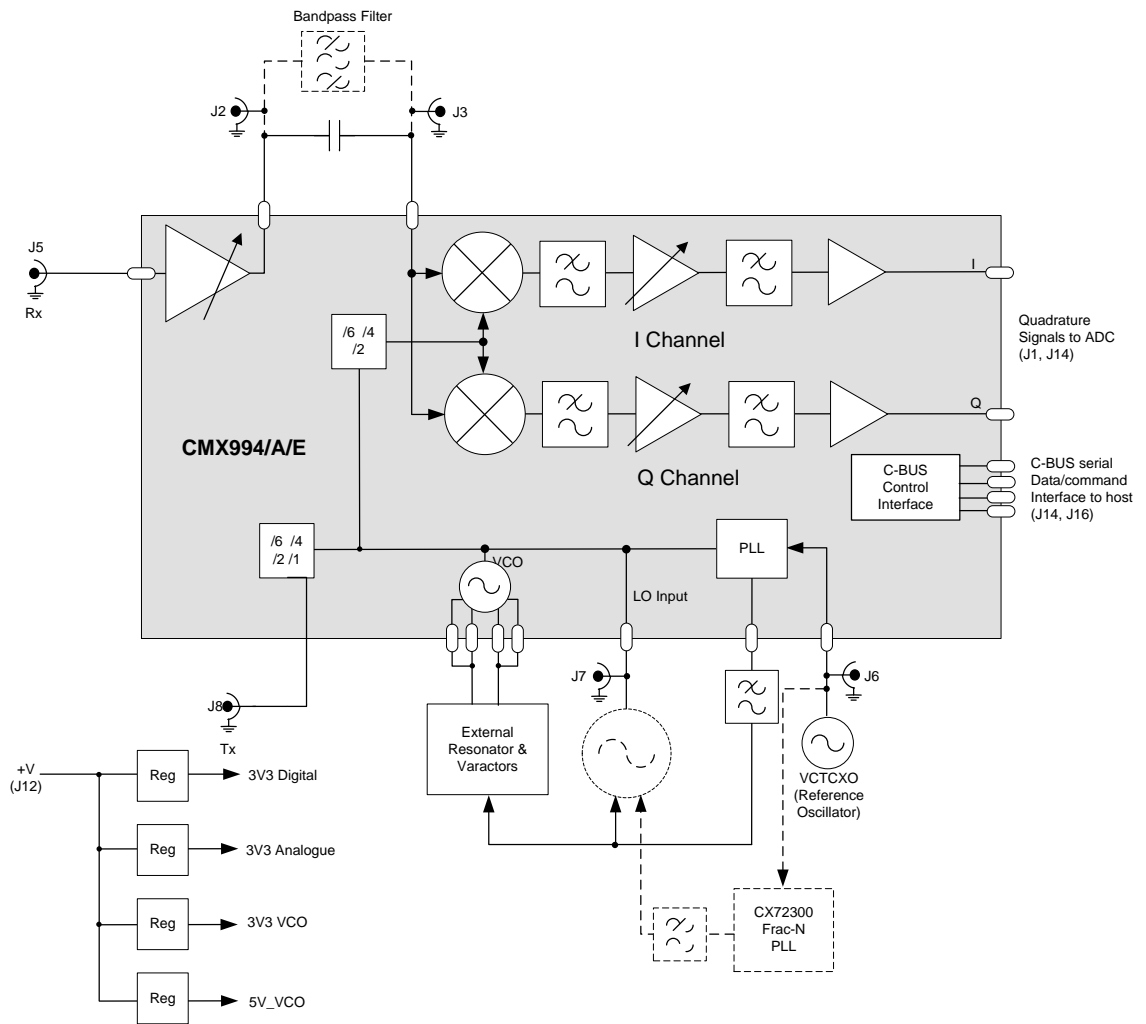 Bandpass Filter
J2
J3
J5
Rx
/6 /4
/2
I Channel
I
Quadrature
Signals to ADC
(J1, J14)
CMX994/A/E
Q Channel
Q
C-BUS
Control
Interface
C-BUS serial
Data/command
Interface to host
(J14, J16)
/6 /4
/2 /1
VCO
LO Input
PLL
J8
Tx
J7
J6
External
Resonator &
Varactors
VCTCXO
(Reference
Oscillator)
CX72300
Frac-N
PLL
+V
(J12)
Reg
3V3 Digital
Reg
3V3 Analogue
Reg
3V3 VCO
Reg
5V_VCO